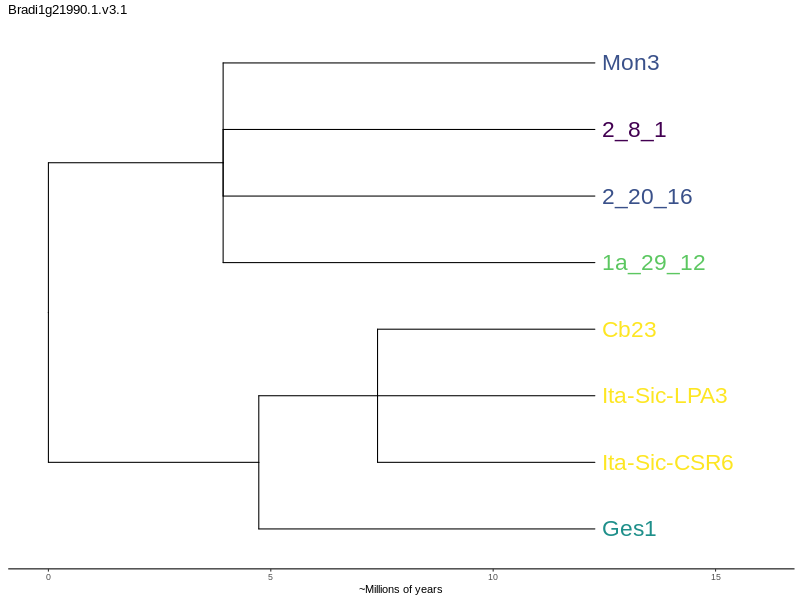 Bradi1g21990.1.v3.1
Mon3
2_8_1
2_20_16
1a_29_12
Cb23
Ita-Sic-LPA3
Ita-Sic-CSR6
Ges1
0 5 10 15
~Millions of years